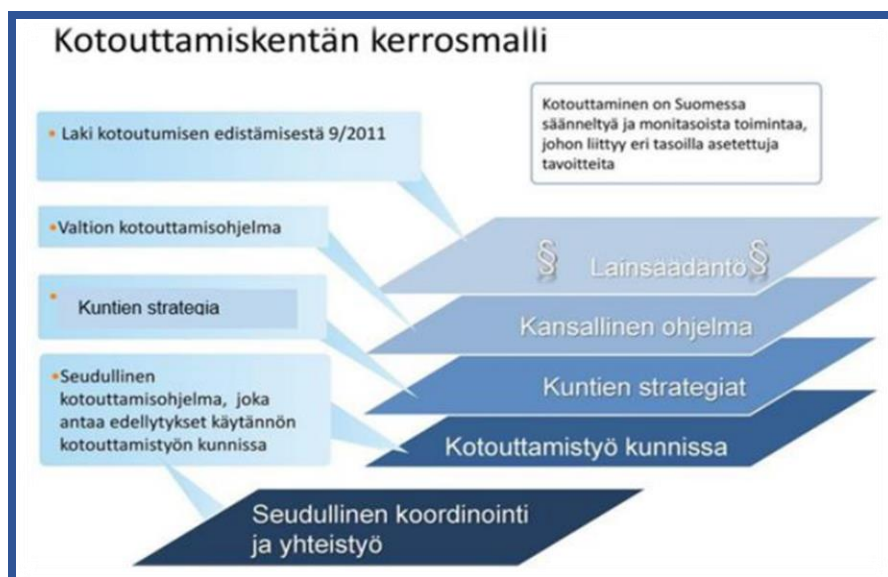 Kotouttamiskentän kerrosmalli
Kotouttaminen on Suomessa
säänneltyä ja monitasoista toimintaa,
johon liittyy eri tasoilla asetettuja
tavoitteita
• Laki kotoutumisen edistämisestä 9/2011
•Valtion kotouttamisohjelma
• Kuntien strategia
•Seudullinen
kotouttamisohjelma, joka
antaa edellytykset käytännön
kotouttamistyön kunnissa
§ Lainsäädäntö §
Kansallinen ohjelma
Kuntien strategiat
Kotouttamistyö kunnissa
Seudullinen koordinointi
ja yhteistyö